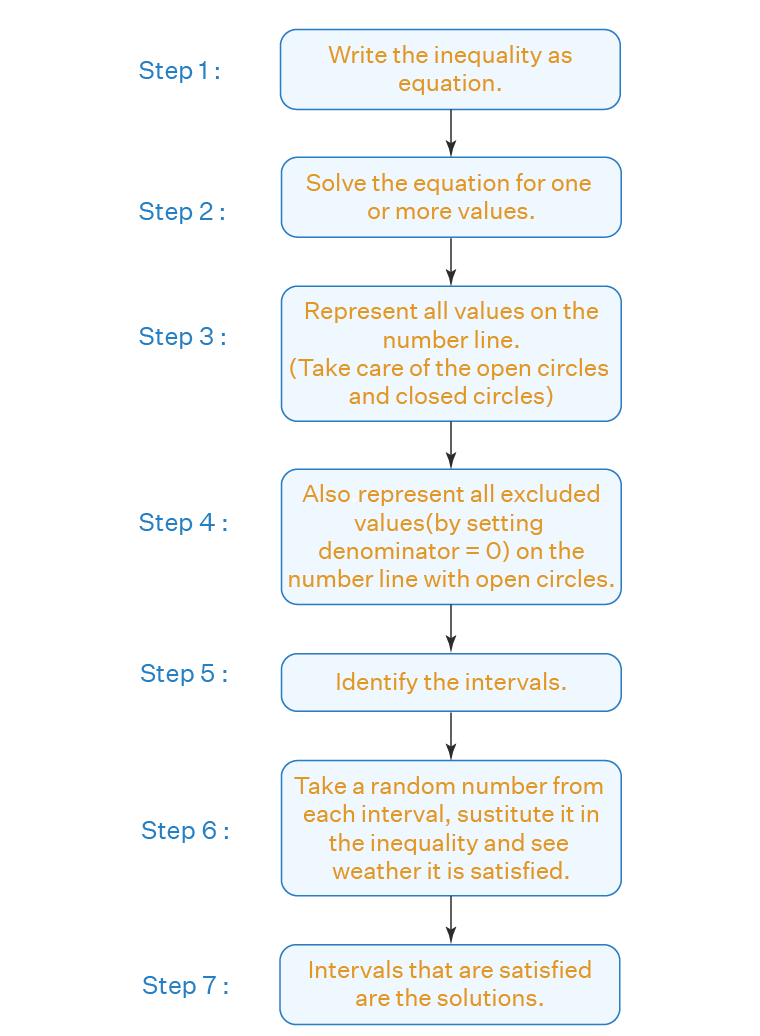 Step 1 :
Write the inequality as
equation.
Step 2 :
Solve the equation for one
or more values.
Step 3 :
Represent all values on the
number line.
(Take care of the open circles
and closed circles)
Step 4 :
Also represent all excluded
values(by setting
denominator = 0) on the
number line with open circles.
Step 5 :
Identify the intervals.
Step 6 :
Take a random number from
each interval, sustitute it in
the inequality and see
weather it is satisfied.
Step 7 :
Intervals that are satisfied
are the solutions.